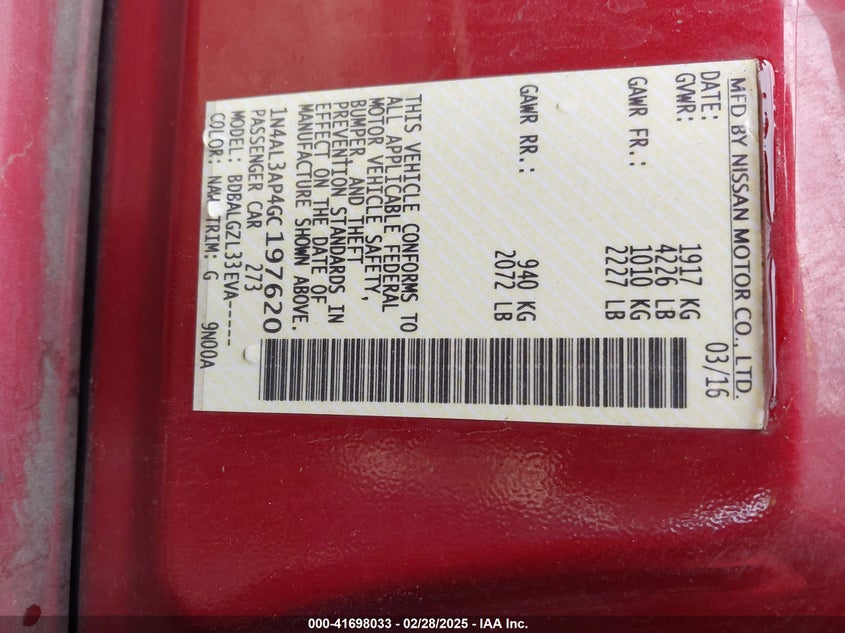 MFD BY NISSAN MOTOR CO., LTD.
DATE: 03/16
GVWR: 1917 KG
4226 LB
GAWR FR.: 1010 KG
2227 LB
GAWR RR.: 940 KG
2072 LB
THIS VEHICLE CONFORMS TO
ALL APPLICABLE FEDERAL
MOTOR VEHICLE SAFETY,
BUMPER, AND THEFT
PREVENTION STANDARDS IN
EFFECT ON THE DATE OF
MANUFACTURE SHOWN ABOVE.
1N4AL3AP4GC197620
PASSENGER CAR 273
MODEL: BDBALGZL33EVA-----
COLOR: NA TRIM: G 9N00A
000-41698033 - 02/28/2025 - IAA Inc.